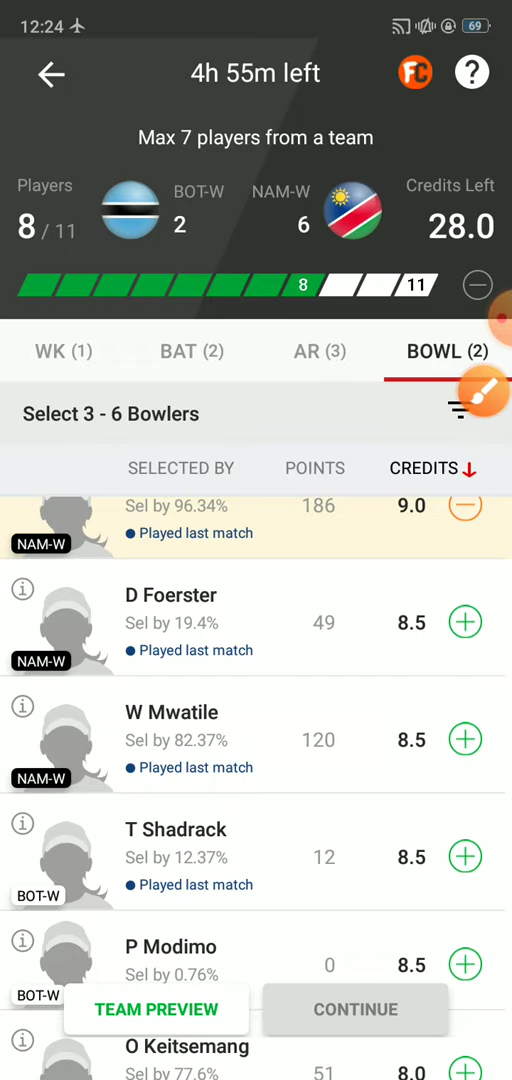 12:24
69
4h 55m left
FC
?
Max 7 players from a team
Players
BOT-W
NAM-W
Credits Left
8 / 11
2
6
28.0
8
11
WK (1)
BAT (2)
AR (3)
BOWL (2)
Select 3 - 6 Bowlers
SELECTED BY
POINTS
CREDITS
Sel by 96.34%
186
9.0
Played last match
NAM-W
D Foerster
Sel by 19.4%
49
8.5
Played last match
NAM-W
W Mwatile
Sel by 82.37%
120
8.5
Played last match
NAM-W
T Shadrack
Sel by 12.37%
12
8.5
Played last match
BOT-W
P Modimo
Sel by 0.76%
0
8.5
BOT-W
TEAM PREVIEW
CONTINUE
O Keitsemang
Sel by 77.6%
51
8.0